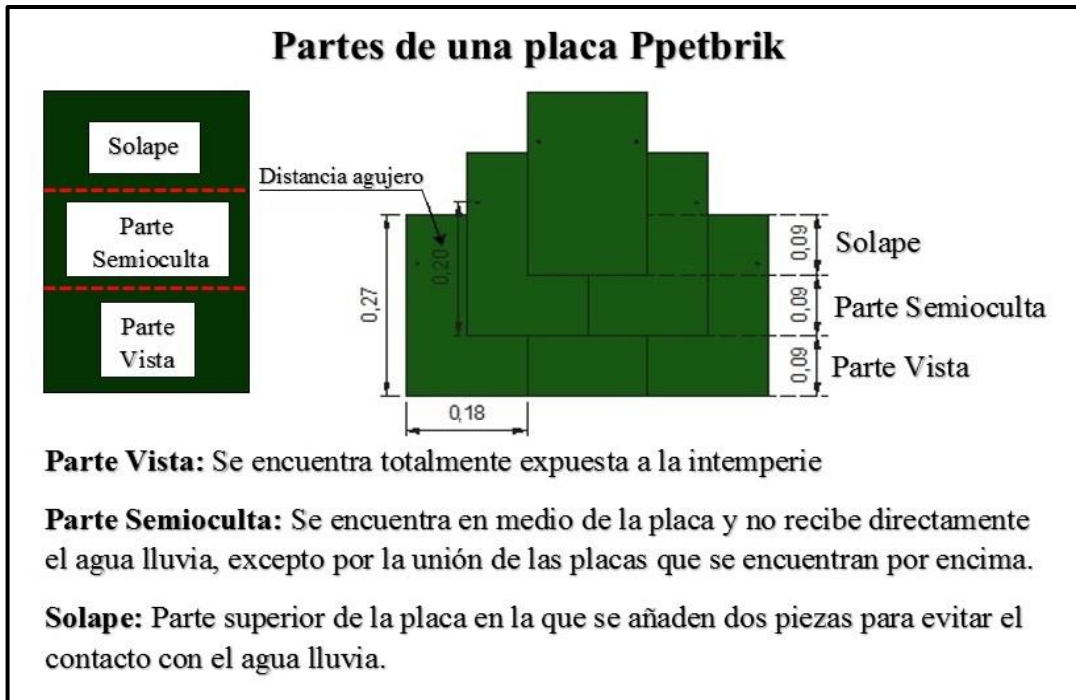 Partes de una placa Ppetbrik
Solape
Parte
Semioculta
Parte
Vista
Distancia agujero
0,20
0,27
0,18
0,09
Solape
0,09
Parte Semioculta
0,09
Parte Vista
Parte Vista: Se encuentra totalmente expuesta a la intemperie
Parte Semioculta: Se encuentra en medio de la placa y no recibe directamente
el agua lluvia, excepto por la unión de las placas que se encuentran por encima.
Solape: Parte superior de la placa en la que se añaden dos piezas para evitar el
contacto con el agua lluvia.